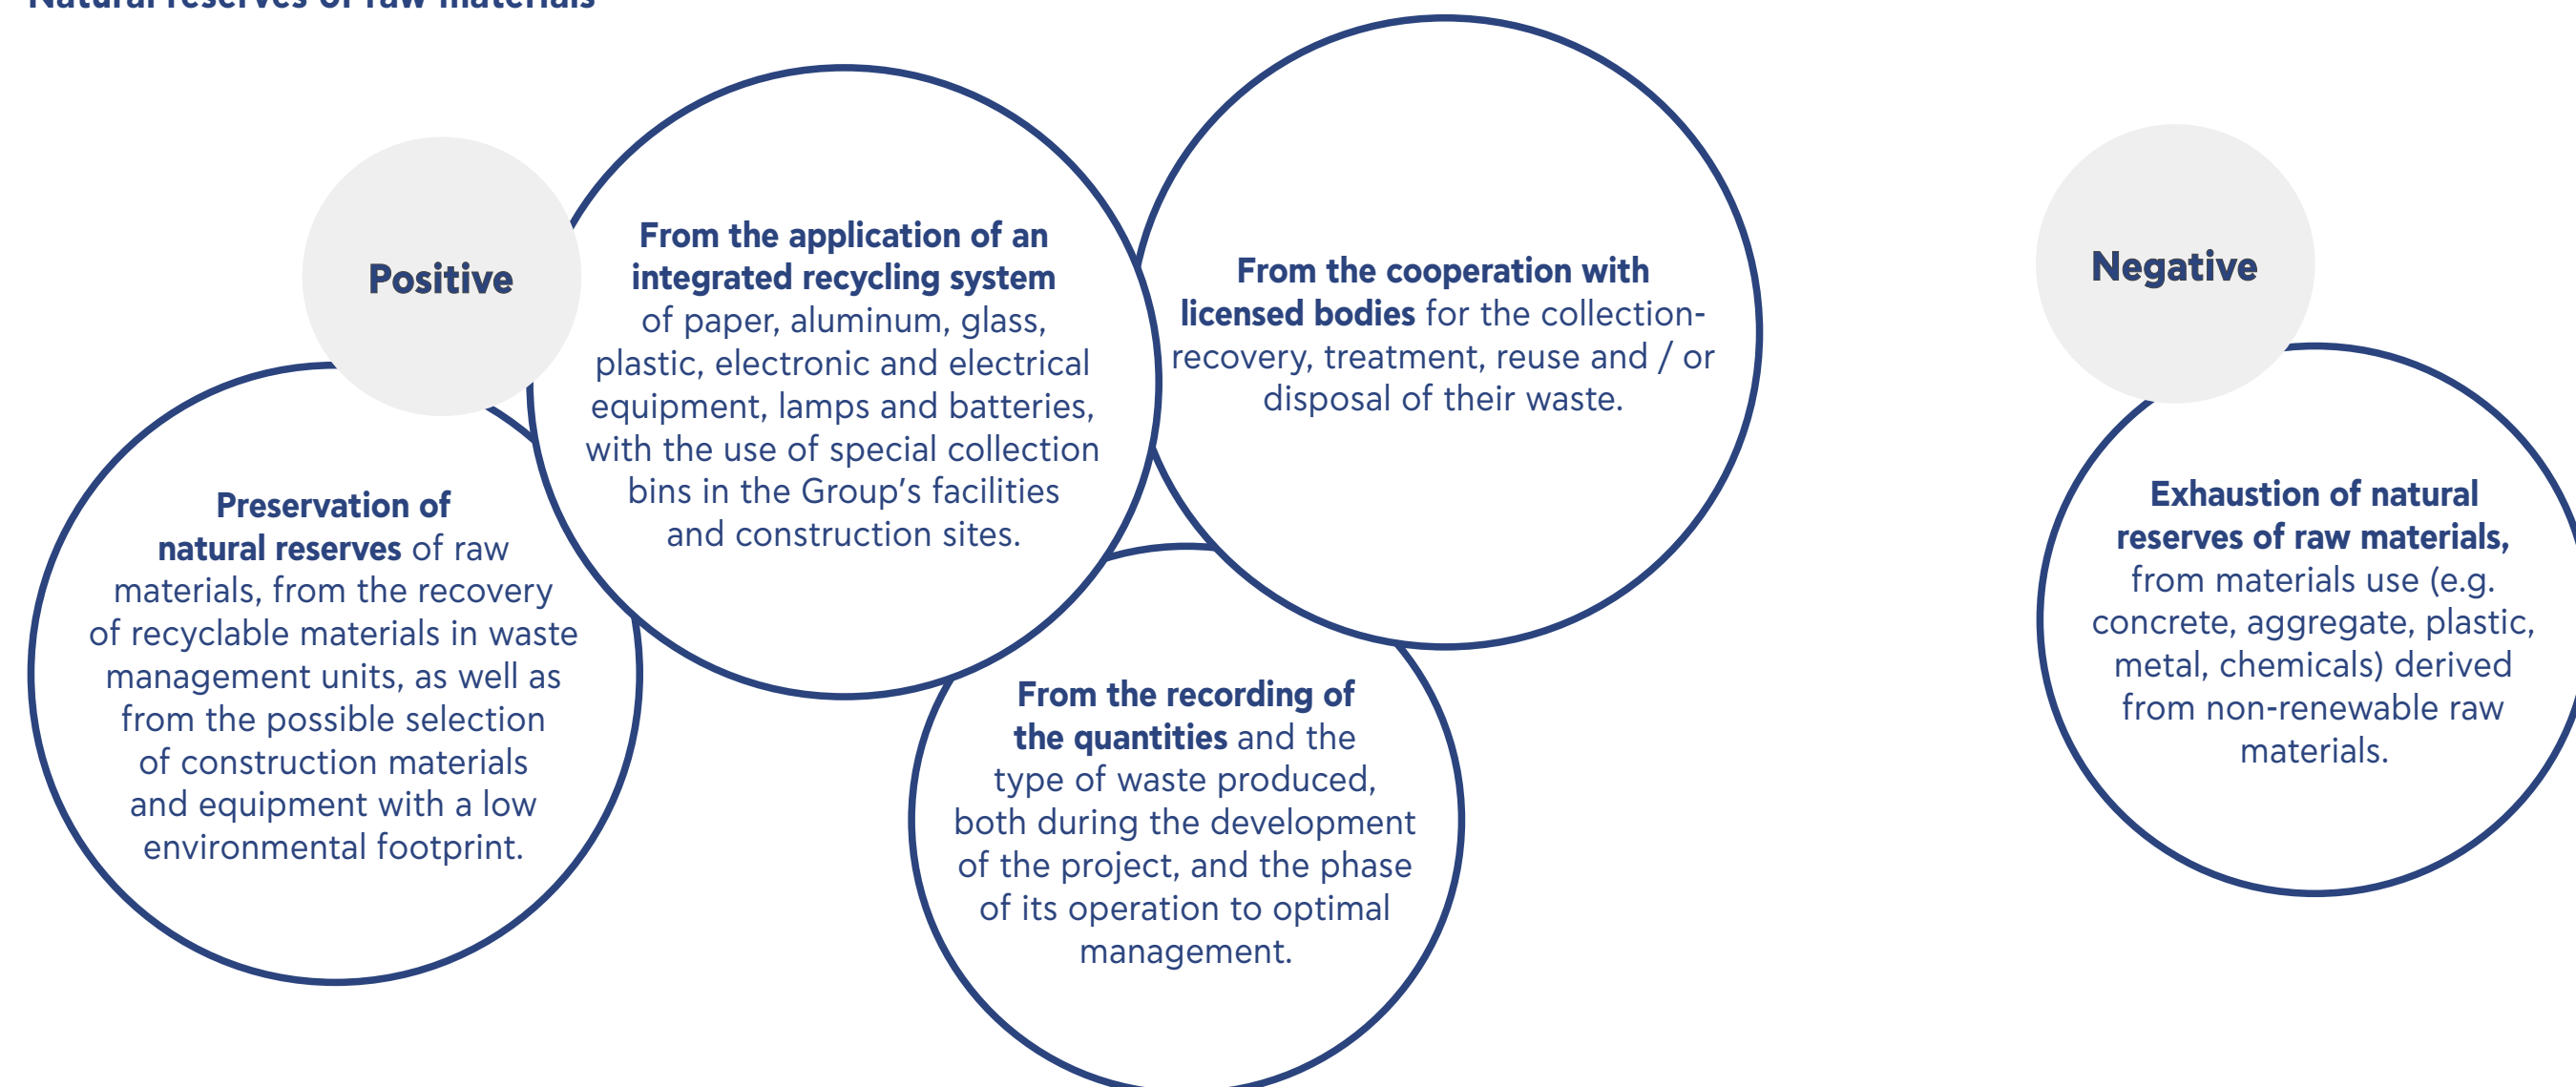 Natural reserves of raw materials
Positive
Preservation of
natural reserves of raw
materials, from the recovery
of recyclable materials in waste
management units, as well as
from the possible selection
of construction materials
and equipment with a low
environmental footprint.
From the application of an
integrated recycling system
of paper, aluminum, glass,
plastic, electronic and electrical
equipment, lamps and batteries,
with the use of special collection
bins in the Group’s facilities
and construction sites.
From the cooperation with
licensed bodies for the collection-
recovery, treatment, reuse and / or
disposal of their waste.
From the recording of
the quantities and the
type of waste produced,
both during the development
of the project, and the phase
of its operation to optimal
management.
Negative
Exhaustion of natural
reserves of raw materials,
from materials use (e.g.
concrete, aggregate, plastic,
metal, chemicals) derived
from non-renewable raw
materials.